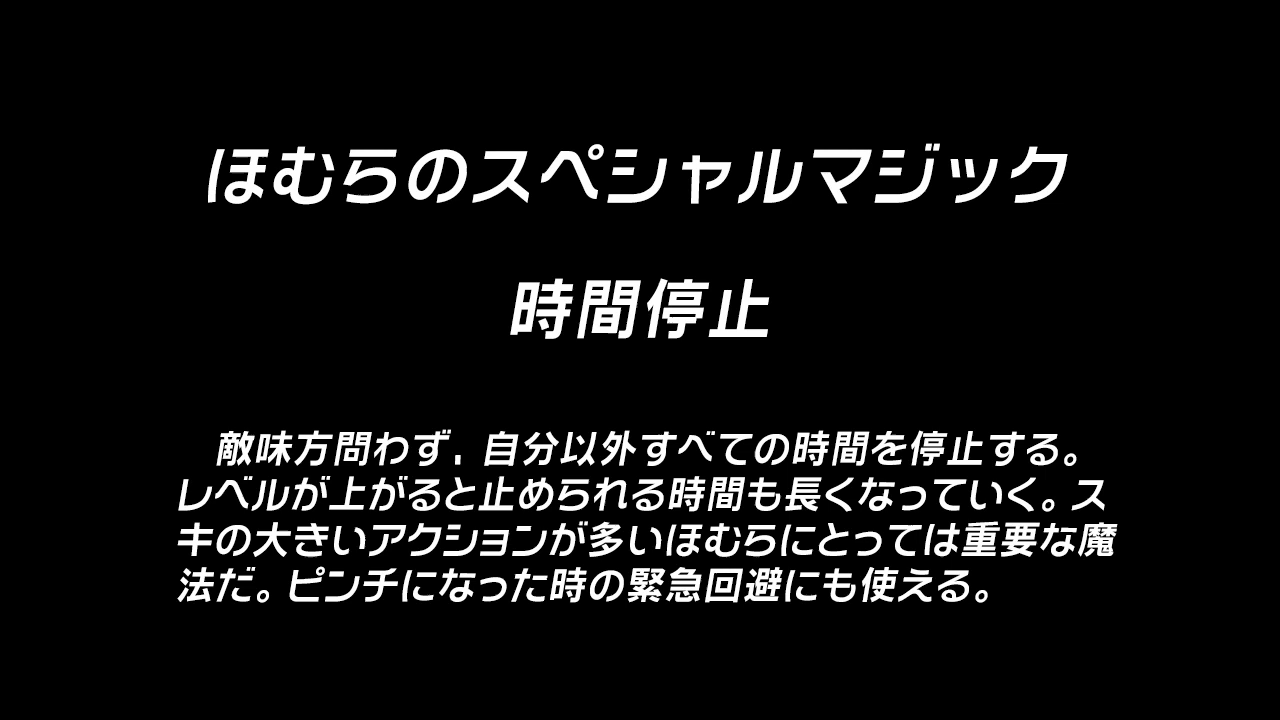 ほむらのスペシャルマジック
時間停止
敵味方問わず，自分以外すべての時間を停止する。
レベルが上がると止められる時間も長くなっていく。ス
キの大きいアクションが多いほむらにとっては重要な魔
法だ。ピンチになった時の緊急回避にも使える。